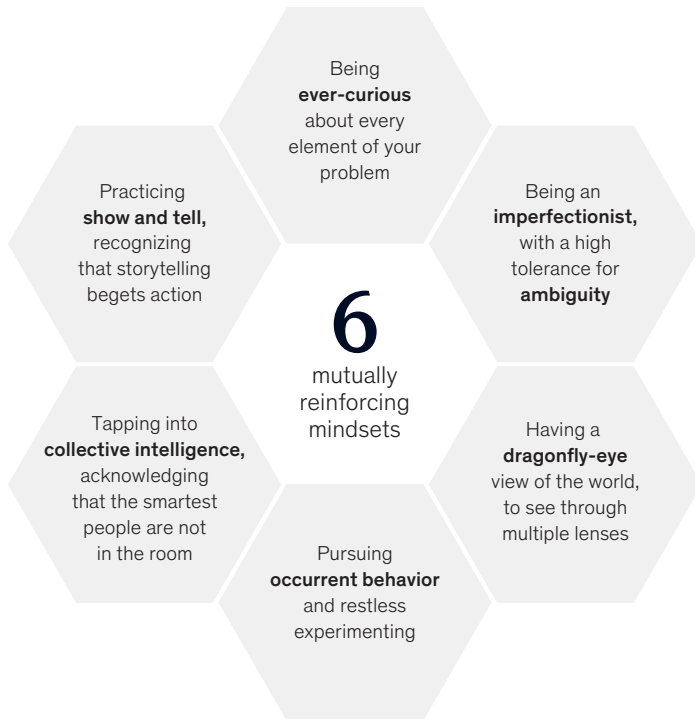 Being
ever-curious
about every
element of your
problem
Being an
imperfectionist,
with a high
tolerance for
ambiguity
Having a
dragonfly-eye
view of the world,
to see through
multiple lenses
Pursuing
occurrent behavior
and restless
experimenting
Tapping into
collective intelligence,
acknowledging
that the smartest
people are not
in the room
Practicing
show and tell,
recognizing
that storytelling
begets action
6
mutually
reinforcing
mindsets